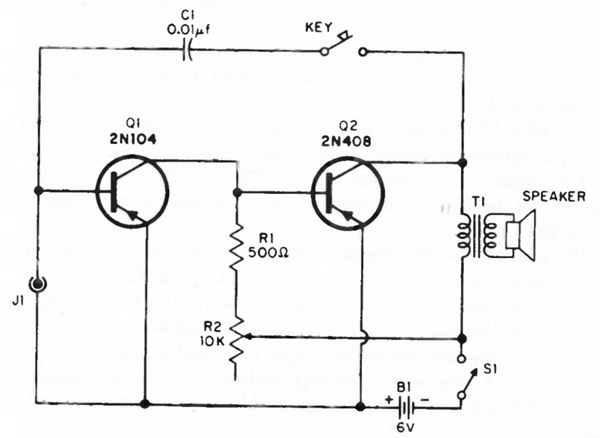 C1
0.01µf
KEY
Q1
2N104
Q2
2N408
T1
SPEAKER
R1
500Ω
J1
R2
10K
S1
+ B1 -
6V